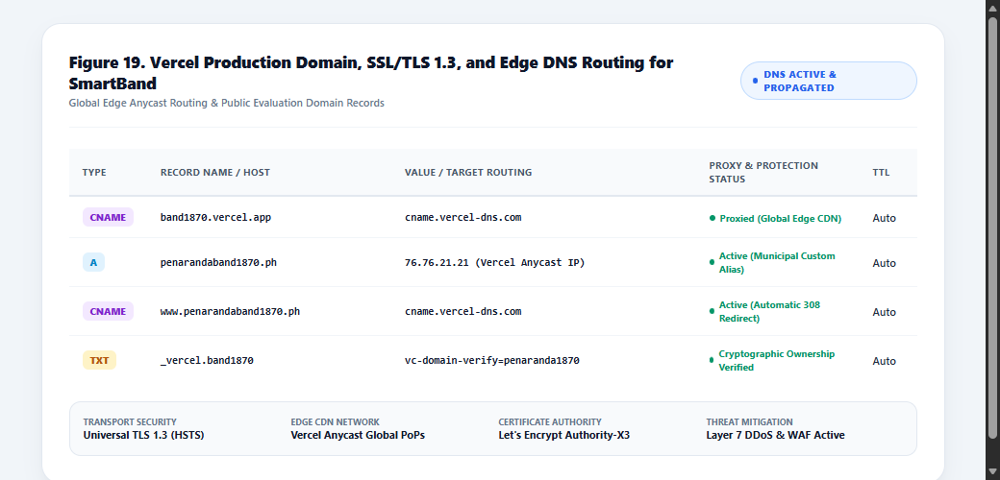 Figure 19. Vercel Production Domain, SSL/TLS 1.3, and Edge DNS Routing for
SmartBand
Global Edge Anycast Routing & Public Evaluation Domain Records
DNS ACTIVE &
PROPAGATED
TYPE RECORD NAME / HOST VALUE / TARGET ROUTING PROXY & PROTECTION
STATUS TTL
CNAME band1870.vercel.app cname.vercel-dns.com Proxied (Global Edge CDN) Auto
A penarandaband1870.ph 76.76.21.21 (Vercel Anycast IP) Active (Municipal Custom
Alias) Auto
CNAME www.penarandaband1870.ph cname.vercel-dns.com Active (Automatic 308
Redirect) Auto
TXT _vercel.band1870 vc-domain-verify=penaranda1870 Cryptographic Ownership
Verified Auto
TRANSPORT SECURITY EDGE CDN NETWORK CERTIFICATE AUTHORITY THREAT MITIGATION
Universal TLS 1.3 (HSTS) Vercel Anycast Global PoPs Let's Encrypt Authority-X3 Layer 7 DDoS & WAF Active